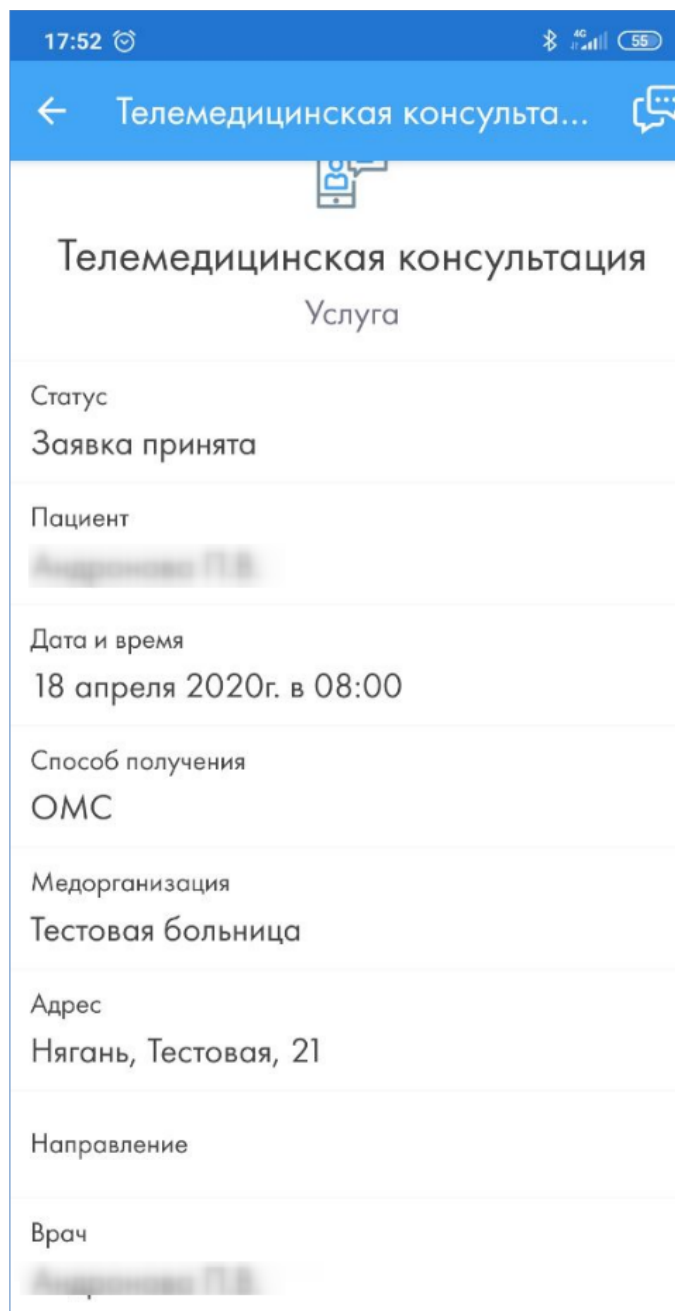 17:52
4G
55
Телемедицинская консульта...
Телемедицинская консультация
Услуга
Статус
Заявка принята
Пациент
Дата и время
18 апреля 2020г. в 08:00
Способ получения
ОМС
Медорганизация
Тестовая больница
Адрес
Нягань, Тестовая, 21
Направление
Врач